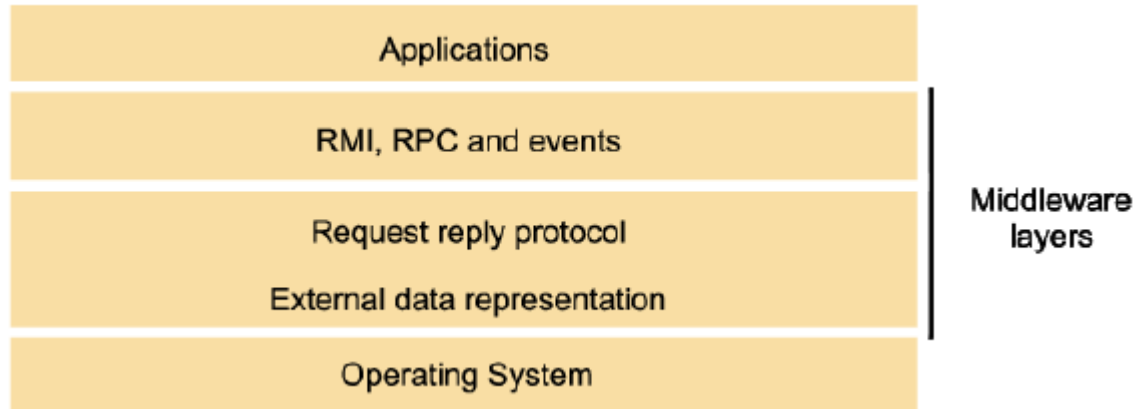 Applications
RMI, RPC and events
Request reply protocol
External data representation
Operating System
Middleware
layers